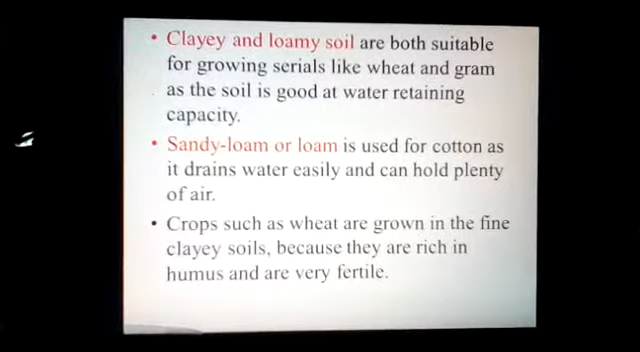 • Clayey and loamy soil are both suitable
for growing serials like wheat and gram
as the soil is good at water retaining
capacity.
• Sandy-loam or loam is used for cotton as
it drains water easily and can hold plenty
of air.
• Crops such as wheat are grown in the fine
clayey soils, because they are rich in
humus and are very fertile.